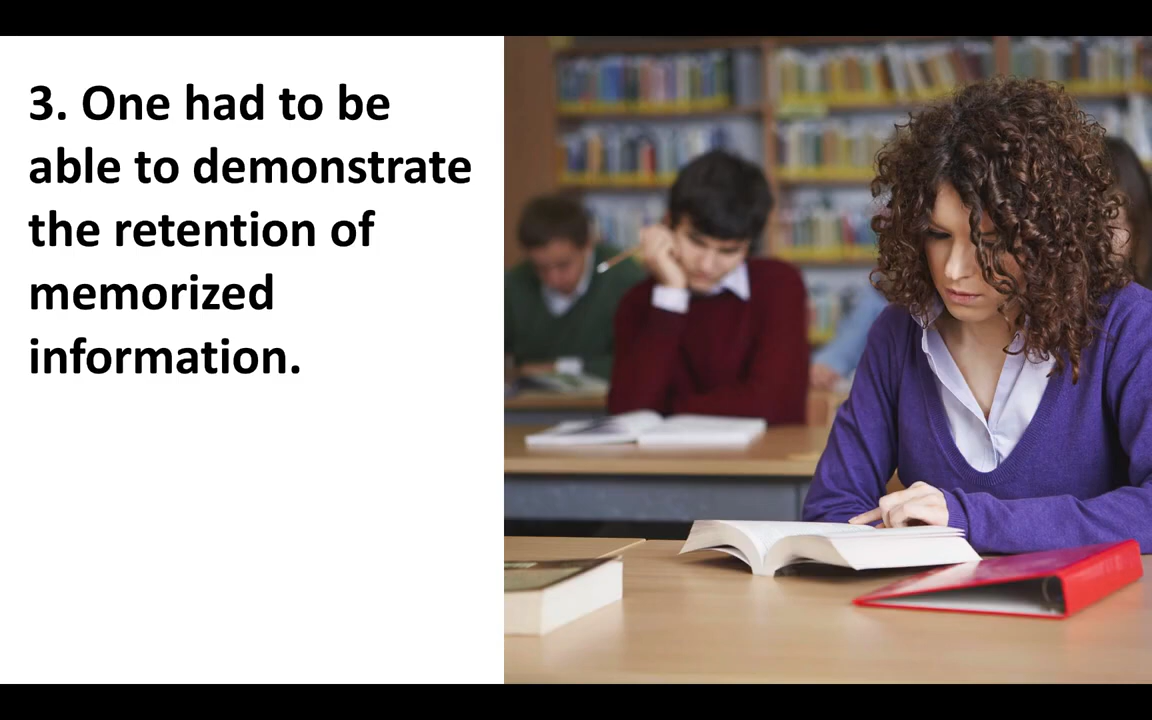 3. One had to be
able to demonstrate
the retention of
memorized
information.